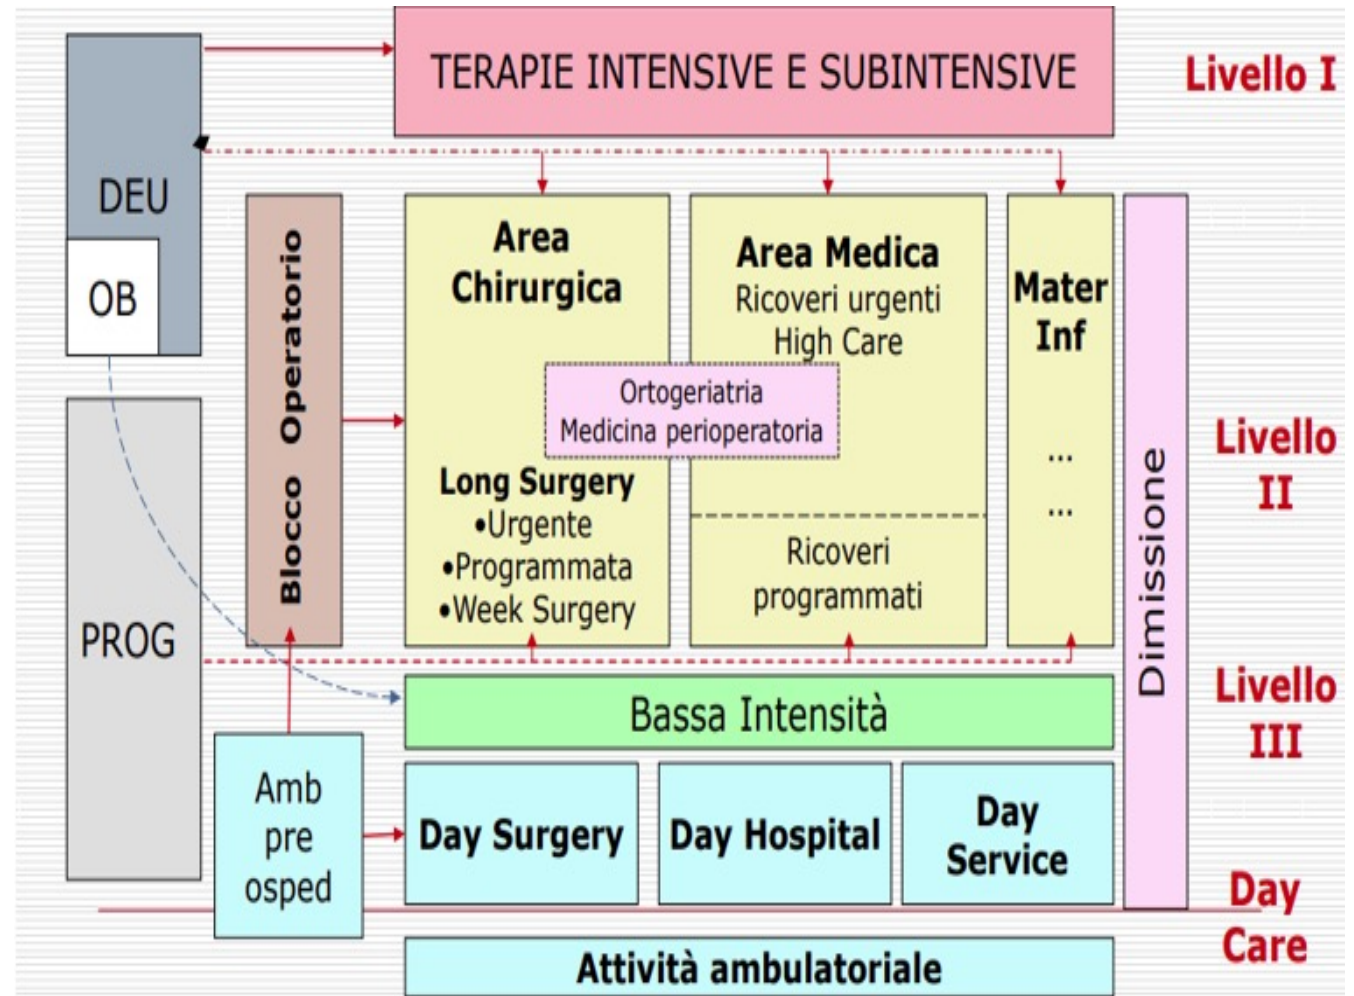 TERAPIE INTENSIVE E SUBINTENSIVE
Livello I
DEU
OB
PROG
Blocco Operatorio
Area
Chirurgica
Long Surgery
•Urgente
•Programmata
•Week Surgery
Area Medica
Ricoveri urgenti
High Care
Ortogeriatria
Medicina perioperatoria
Ricoveri
programmati
Mater
Inf
...
...
Dimissione
Livello
II
Bassa Intensità
Livello
III
Amb
pre
osped
Day Surgery
Day Hospital
Day
Service
Day
Care
Attività ambulatoriale